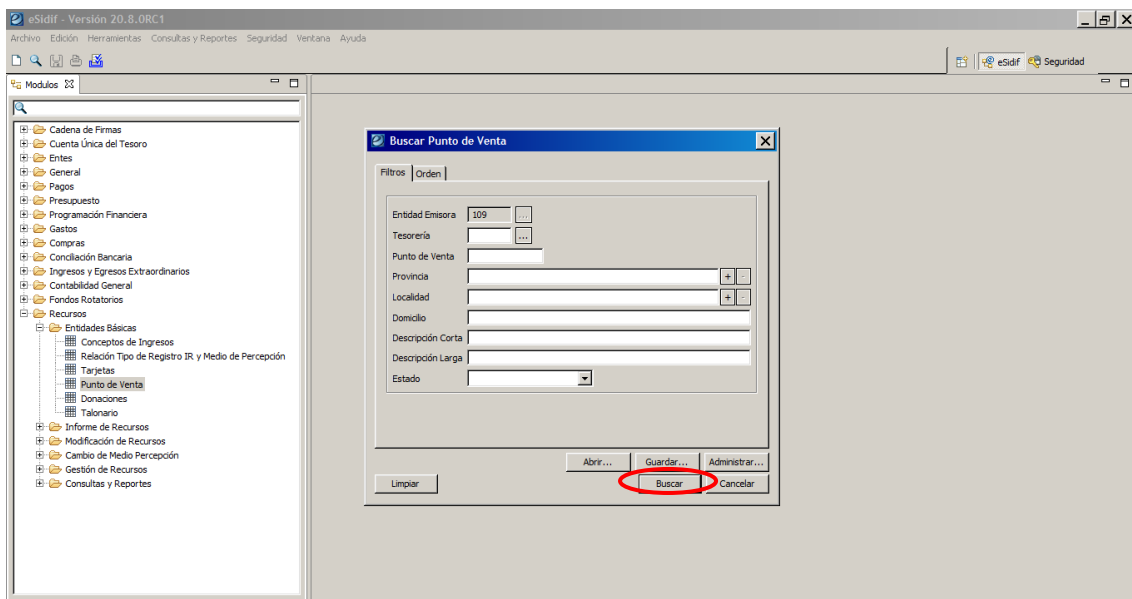 eSidif - Versión 20.8.0RC1
Archivo Edición Herramientas Consultas y Reportes Seguridad Ventana Ayuda
eSidif Seguridad
Modulos
Cadena de Firmas
Cuenta Única del Tesoro
Entes
General
Pagos
Presupuesto
Programación Financiera
Gastos
Compras
Conciliación Bancaria
Ingresos y Egresos Extraordinarios
Contabilidad General
Fondos Rotatorios
Recursos
Entidades Básicas
Conceptos de Ingresos
Relación Tipo de Registro IR y Medio de Percepción
Tarjetas
Punto de Venta
Donaciones
Talonario
Informe de Recursos
Modificación de Recursos
Cambio de Medio Percepción
Gestión de Recursos
Consultas y Reportes
Buscar Punto de Venta
Filtros Orden
Entidad Emisora 109 ...
Tesorería ...
Punto de Venta
Provincia + -
Localidad + -
Domicilio
Descripción Corta
Descripción Larga
Estado
Abrir... Guardar... Administrar...
Limpiar Buscar Cancelar